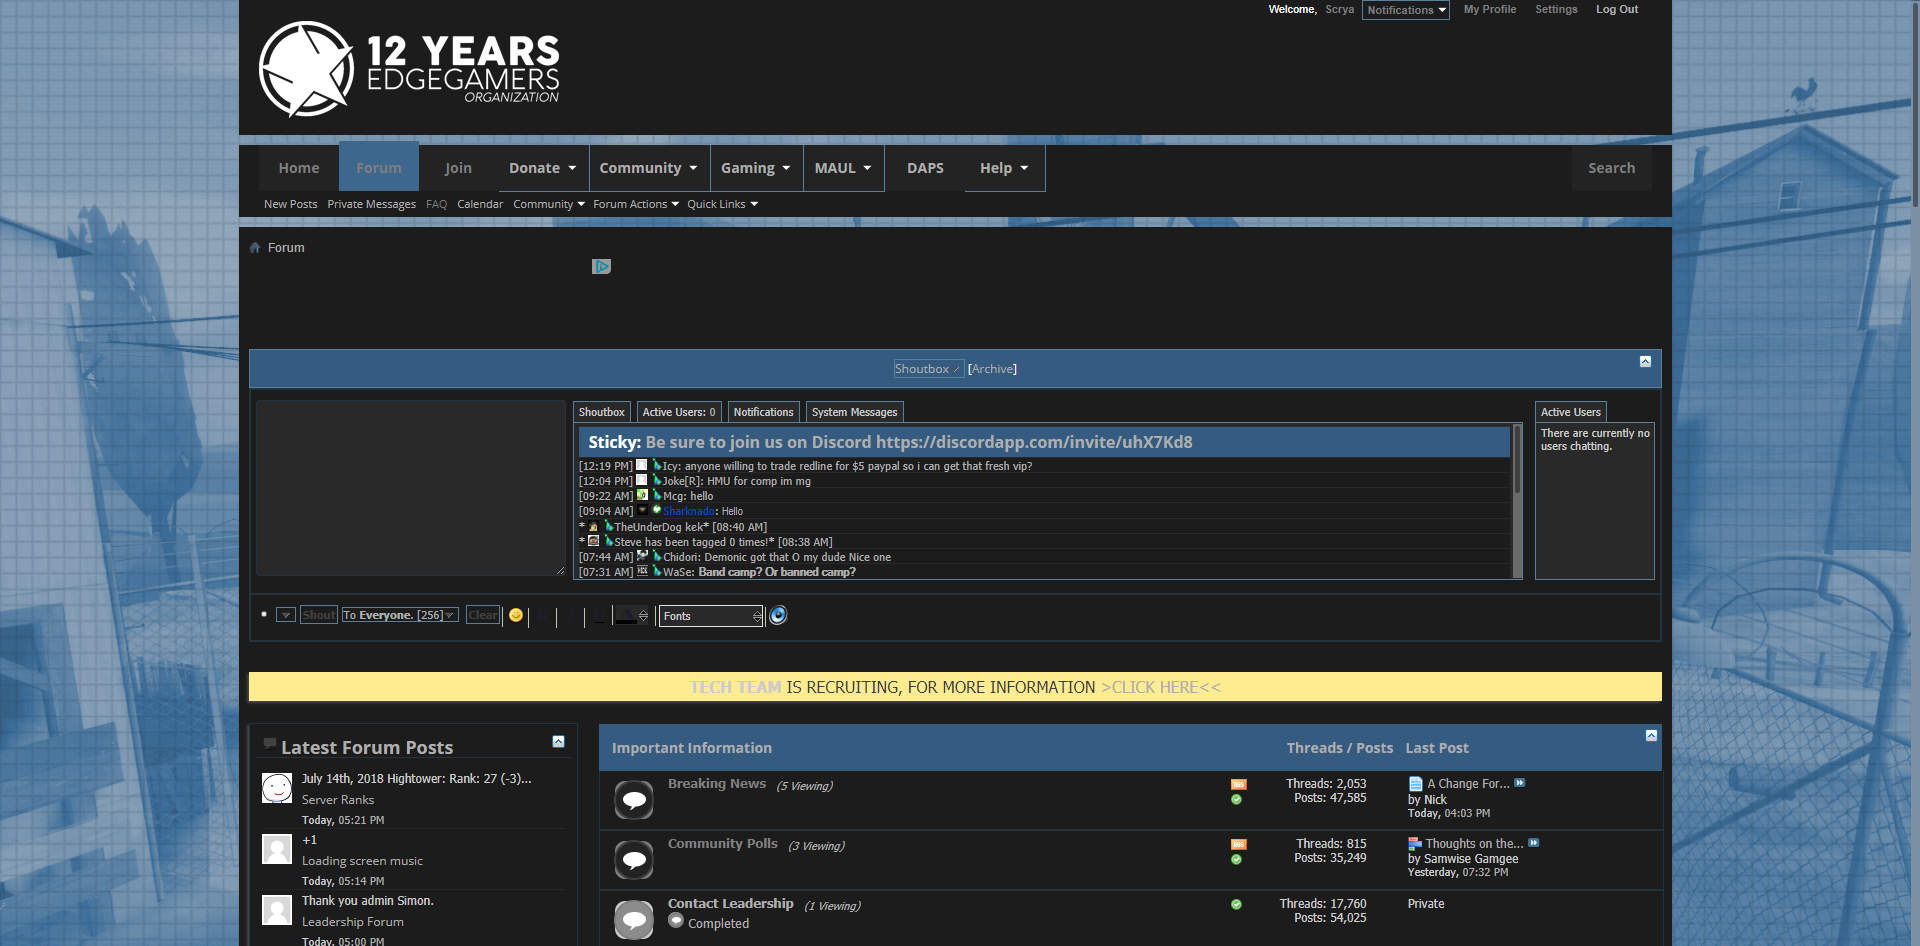 Welcome, Scrya Notifications My Profile Settings Log Out
12 YEARS
EDGEGAMERS
ORGANIZATION
Home Forum Join Donate Community Gaming MAUL DAPS Help Search
New Posts Private Messages FAQ Calendar Community Forum Actions Quick Links
Forum
Shoutbox [Archive]
Shoutbox Active Users: 0 Notifications System Messages
Sticky: Be sure to join us on Discord https://discordapp.com/invite/uhX7Kd8
[12:19 PM] Icy: anyone willing to trade redline for $5 paypal so i can get that fresh vip?
[12:04 PM] Joke[R]: HMU for comp im mg
[09:22 AM] Mcg: hello
[09:04 AM] Sharknado: Hello
* TheUnderDog kek* [08:40 AM]
* Steve has been tagged 0 times!* [08:38 AM]
[07:44 AM] Chidori: Demonic got that O my dude Nice one
[07:31 AM] WaSe: Band camp? Or banned camp?
Active Users
There are currently no
users chatting.
Shout To Everyone. [256] Clear Fonts
TECH TEAM IS RECRUITING, FOR MORE INFORMATION >CLICK HERE<<
Latest Forum Posts
July 14th, 2018 Hightower: Rank: 27 (-3)...
Server Ranks
Today, 05:21 PM
+1
Loading screen music
Today, 05:14 PM
Thank you admin Simon.
Leadership Forum
Today, 05:00 PM
Important Information Threads / Posts Last Post
Breaking News (5 Viewing)
Threads: 2,053
Posts: 47,585
A Change For...
by Nick
Today, 04:03 PM
Community Polls (3 Viewing)
Threads: 815
Posts: 35,249
Thoughts on the...
by Samwise Gamgee
Yesterday, 07:32 PM
Contact Leadership (1 Viewing)
Completed
Threads: 17,760
Posts: 54,025
Private